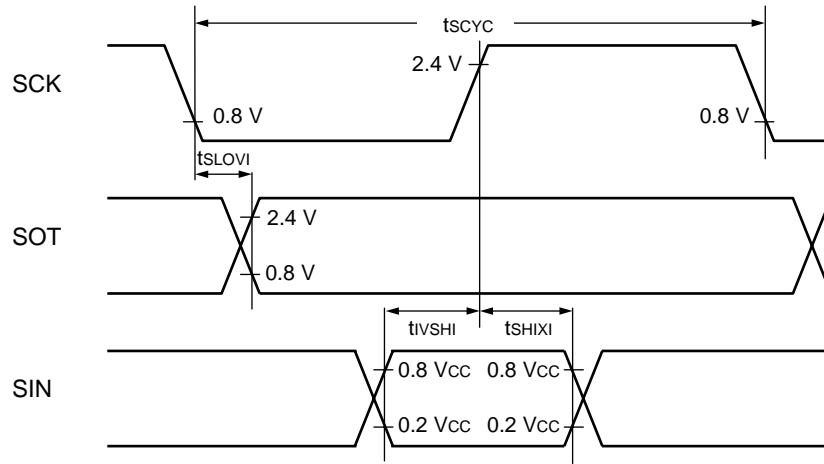 tSCYC
SCK
2.4 V
0.8 V
0.8 V
tSLOVI
SOT
2.4 V
0.8 V
tIVSHI
tSHIXI
SIN
0.8 VCC
0.8 VCC
0.2 VCC
0.2 VCC